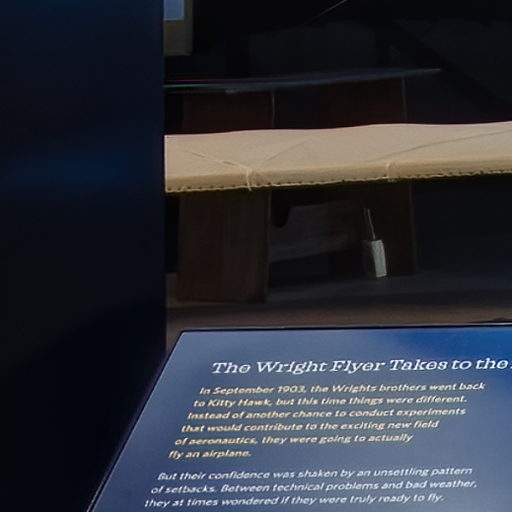 The Wright Flyer Takes to the
In September 1903, the Wrights brothers went back
to Kitty Hawk, but this time things were different.
Instead of another chance to conduct experiments
that would contribute to the exciting new field
of aeronautics, they were going to actually
fly an airplane.
But their confidence was shaken by an unsettling pattern
of setbacks. Between technical problems and bad weather,
they at times wondered if they were truly ready to fly.